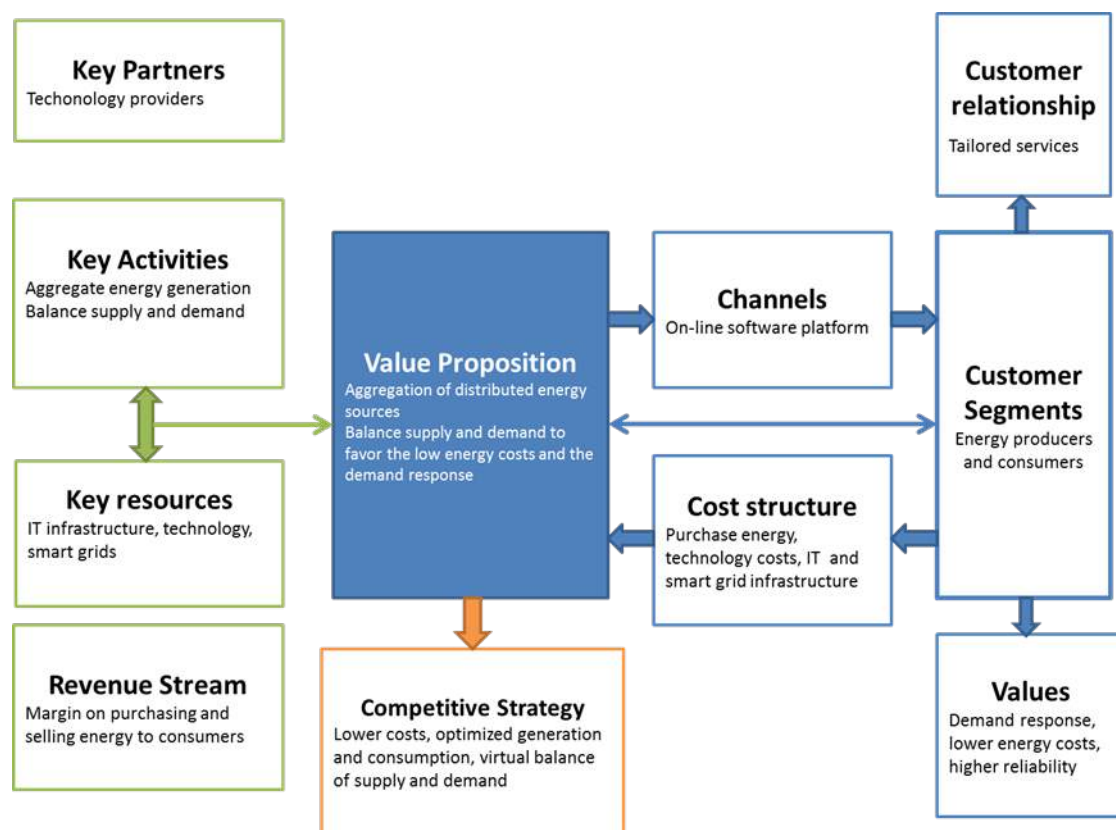 Key Partners
Techonology providers
Key Activities
Aggregate energy generation
Balance supply and demand
Key resources
IT infrastructure, technology,
smart grids
Revenue Stream
Margin on purchasing and
selling energy to consumers
Value Proposition
Aggregation of distributed energy
sources
Balance supply and demand to
favor the low energy costs and the
demand response
Competitive Strategy
Lower costs, optimized generation
and consumption, virtual balance
of supply and demand
Channels
On-line software platform
Cost structure
Purchase energy,
technology costs, IT and
smart grid infrastructure
Customer
relationship
Tailored services
Customer
Segments
Energy producers
and consumers
Values
Demand response,
lower energy costs,
higher reliability